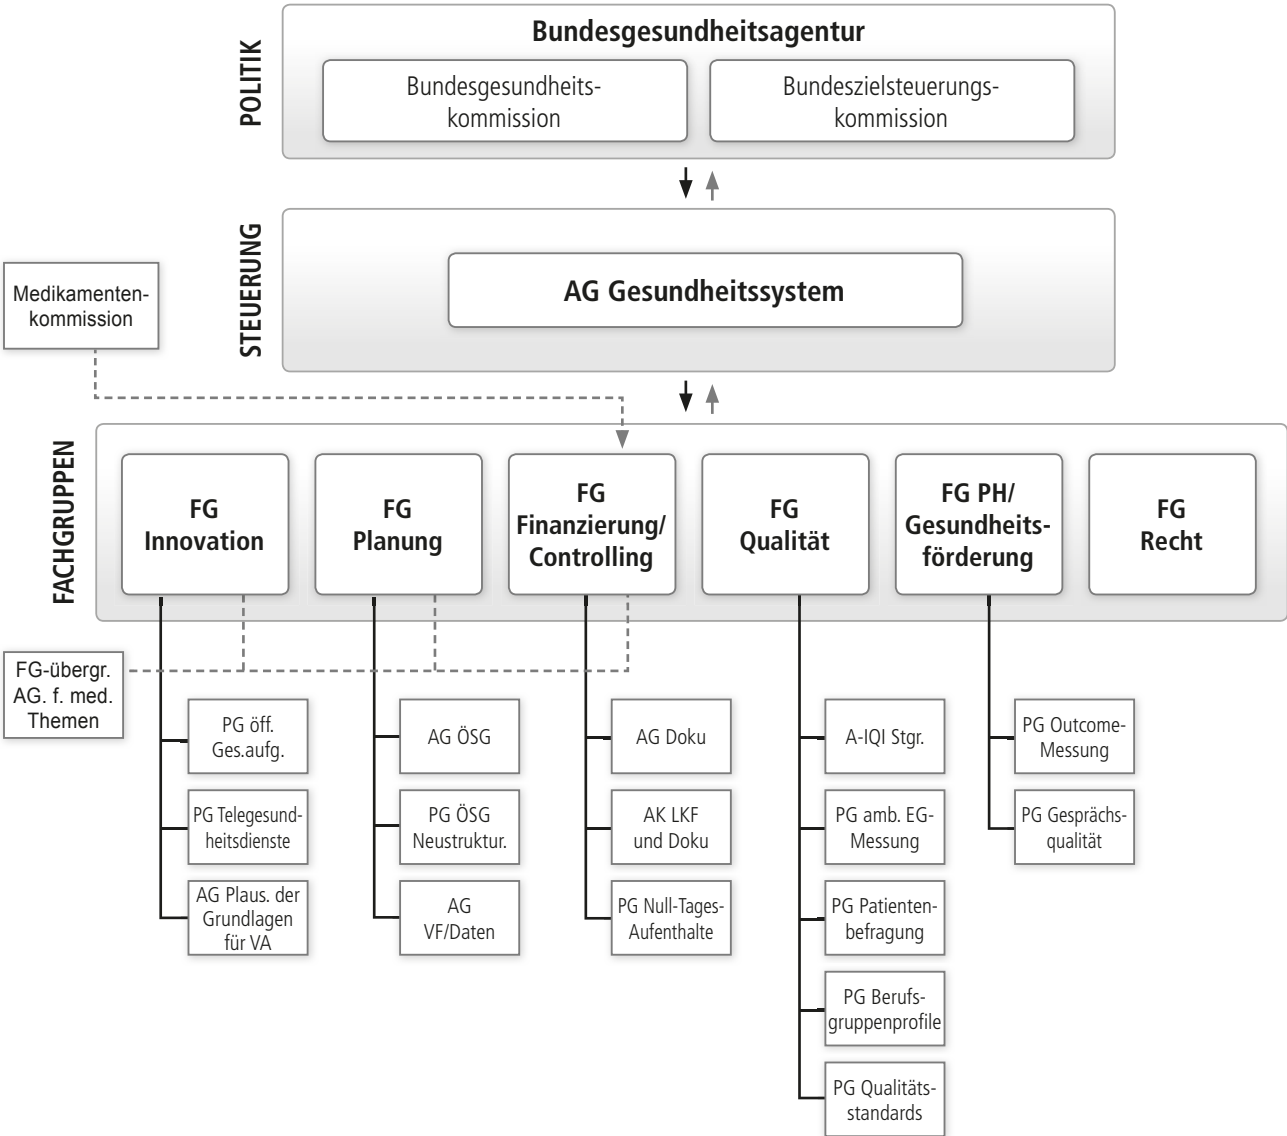 POLITIK
Bundesgesundheitsagentur
Bundesgesundheits-
kommission
Bundeszielsteuerungs-
kommission
STEUERUNG
AG Gesundheitssystem
Medikamenten-
kommission
FACHGRUPPEN
FG
Innovation
FG
Planung
FG
Finanzierung/
Controlling
FG
Qualität
FG PH/
Gesundheits-
förderung
FG
Recht
FG-übergr.
AG. f. med.
Themen
PG öff.
Ges.aufg.
PG Telegesund-
heitsdienste
AG Plaus. der
Grundlagen
für VA
AG ÖSG
PG ÖSG
Neustruktur.
AG
VF/Daten
AG Doku
AK LKF
und Doku
PG Null-Tages-
Aufenthalte
A-IQI Stgr.
PG amb. EG-
Messung
PG Patienten-
befragung
PG Berufs-
gruppenprofile
PG Qualitäts-
standards
PG Outcome-
Messung
PG Gesprächs-
qualität